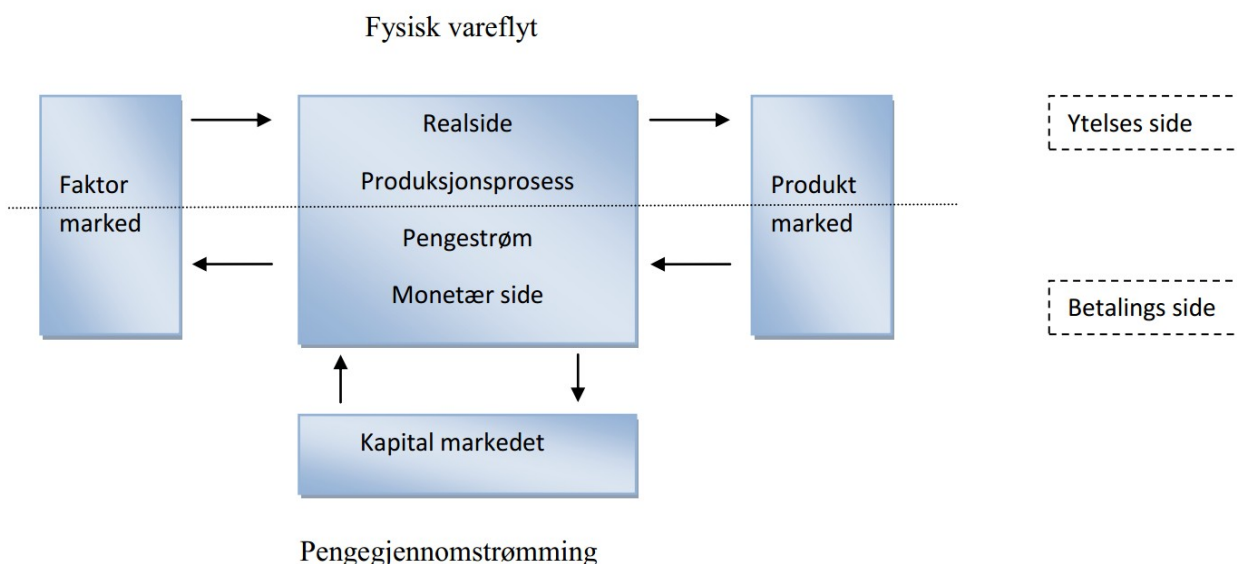 Fysisk vareflyt
Faktor
marked
Realside
Produksjonsprosess
Pengestrøm
Monetær side
Produkt
marked
Ytelses side
Betalings side
Kapital markedet
Pengegjennomstrømming